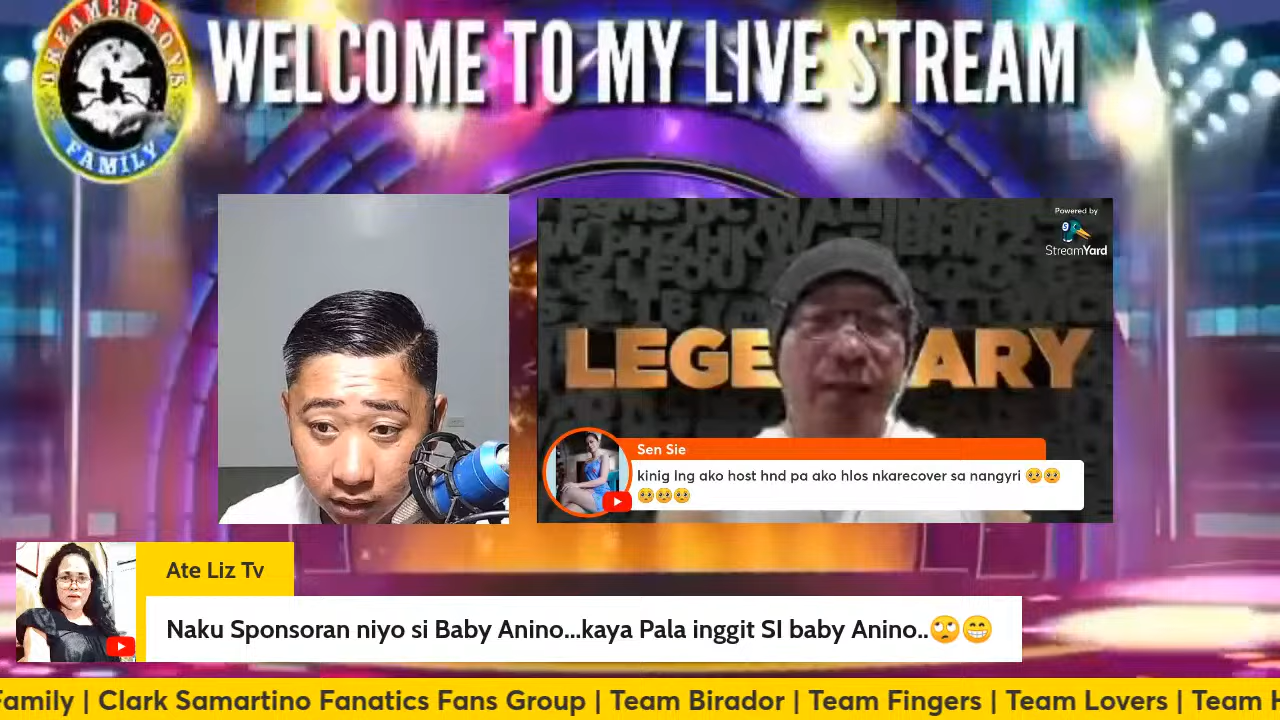 DREAMER BOYS
FAMILY
WELCOME TO MY LIVE STREAM
Powered by
StreamYard
LEGE ARY
Sen Sie
kinig lng ako host hnd pa ako hlos nkarecover sa nangyri 🥺🥺
🥺🥺🥺
Ate Liz Tv
Naku Sponsoran niyo si Baby Anino...kaya Pala inggit SI baby Anino..🙄😁
Family | Clark Samartino Fanatics Fans Group | Team Birador | Team Fingers | Team Lovers | Team